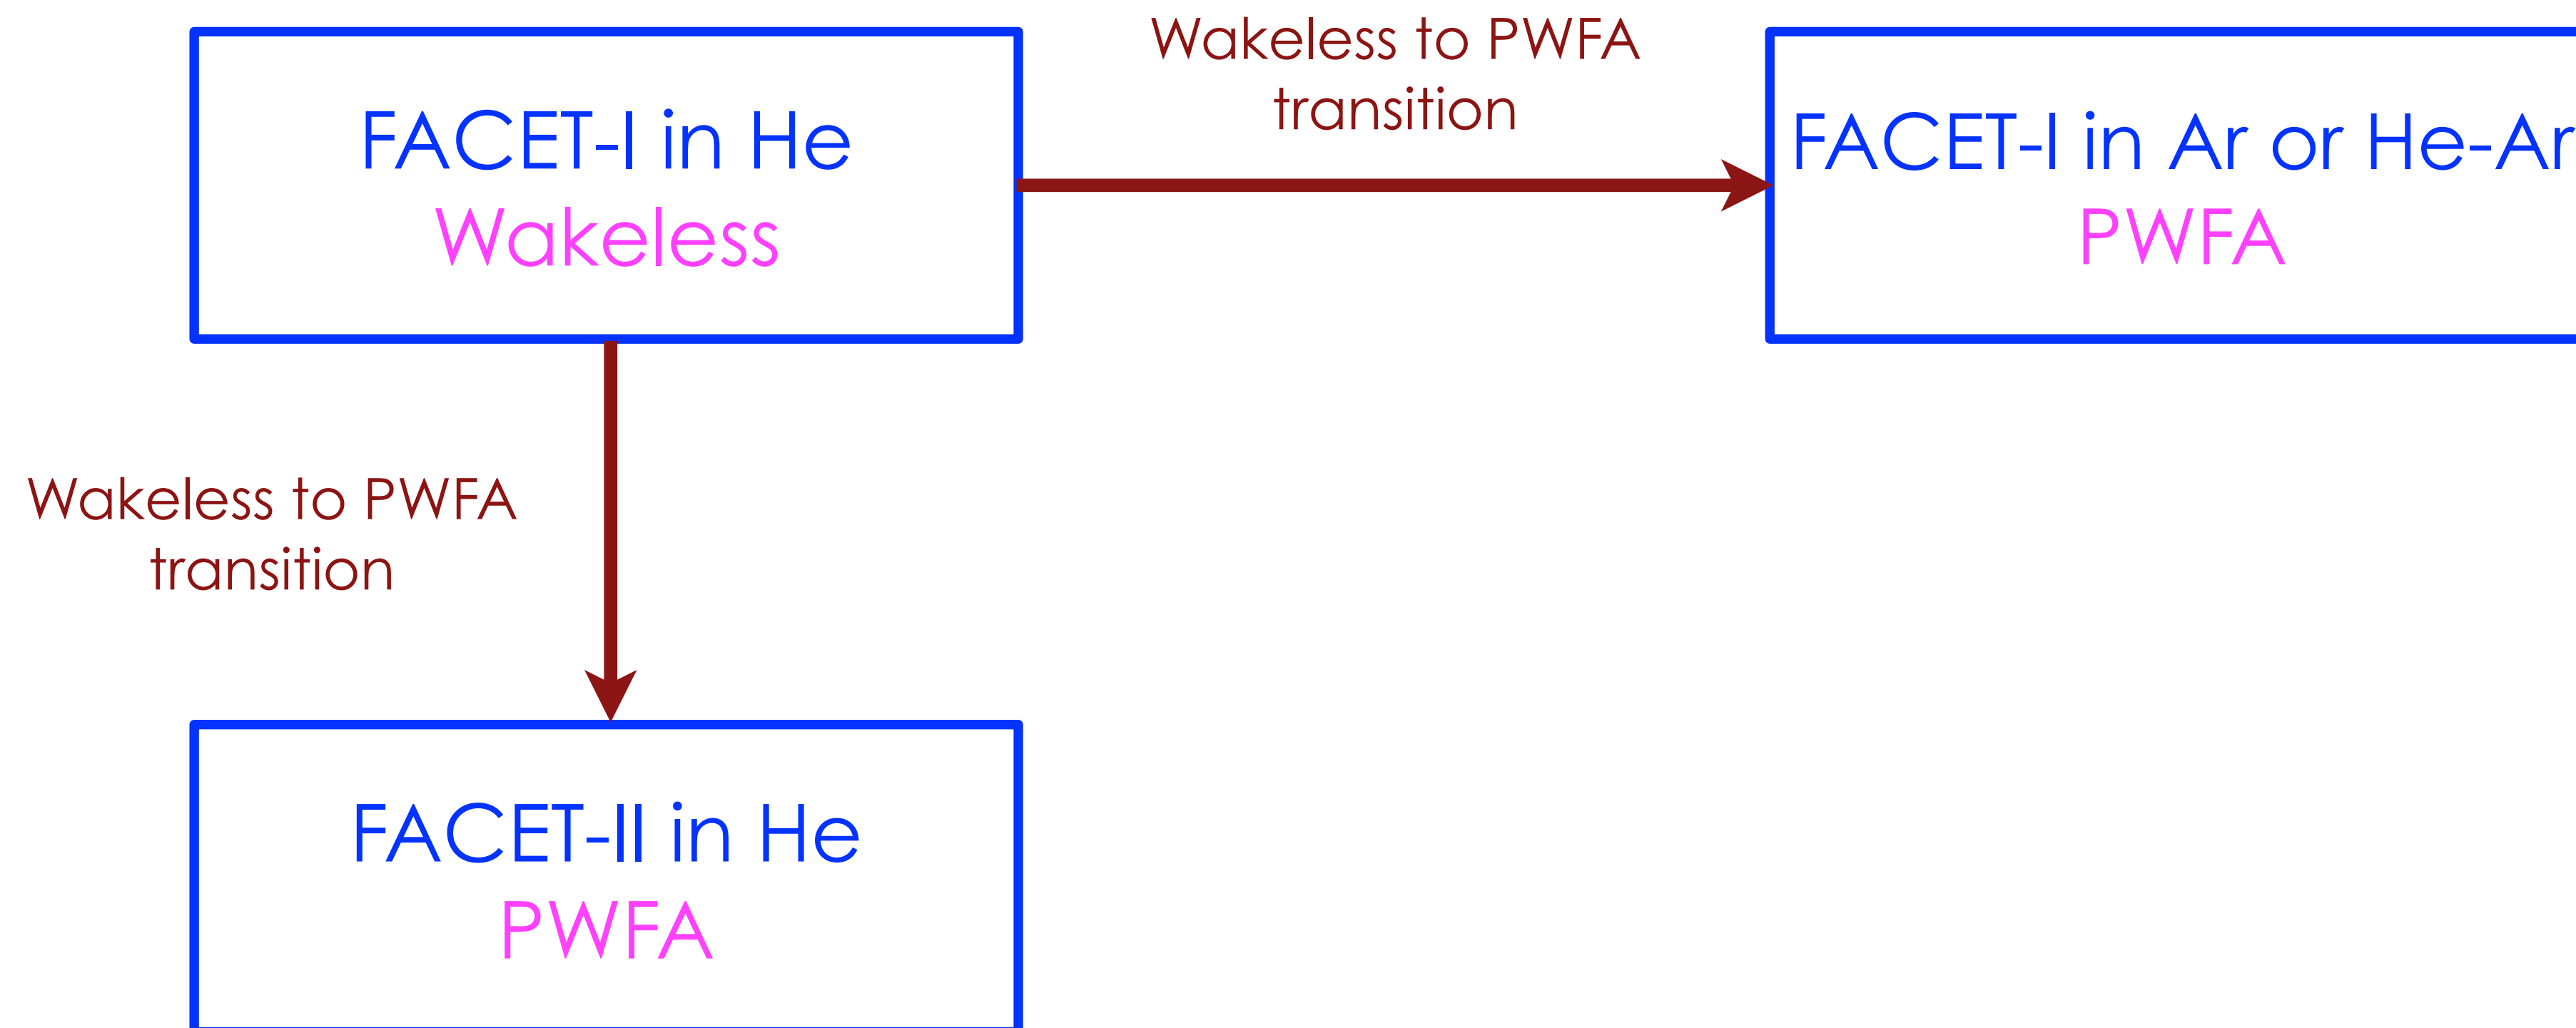 Wakeless to PWFA
transition
FACET-I in He
Wakeless
FACET-I in Ar or He-Ar
PWFA
Wakeless to PWFA
transition
FACET-II in He
PWFA